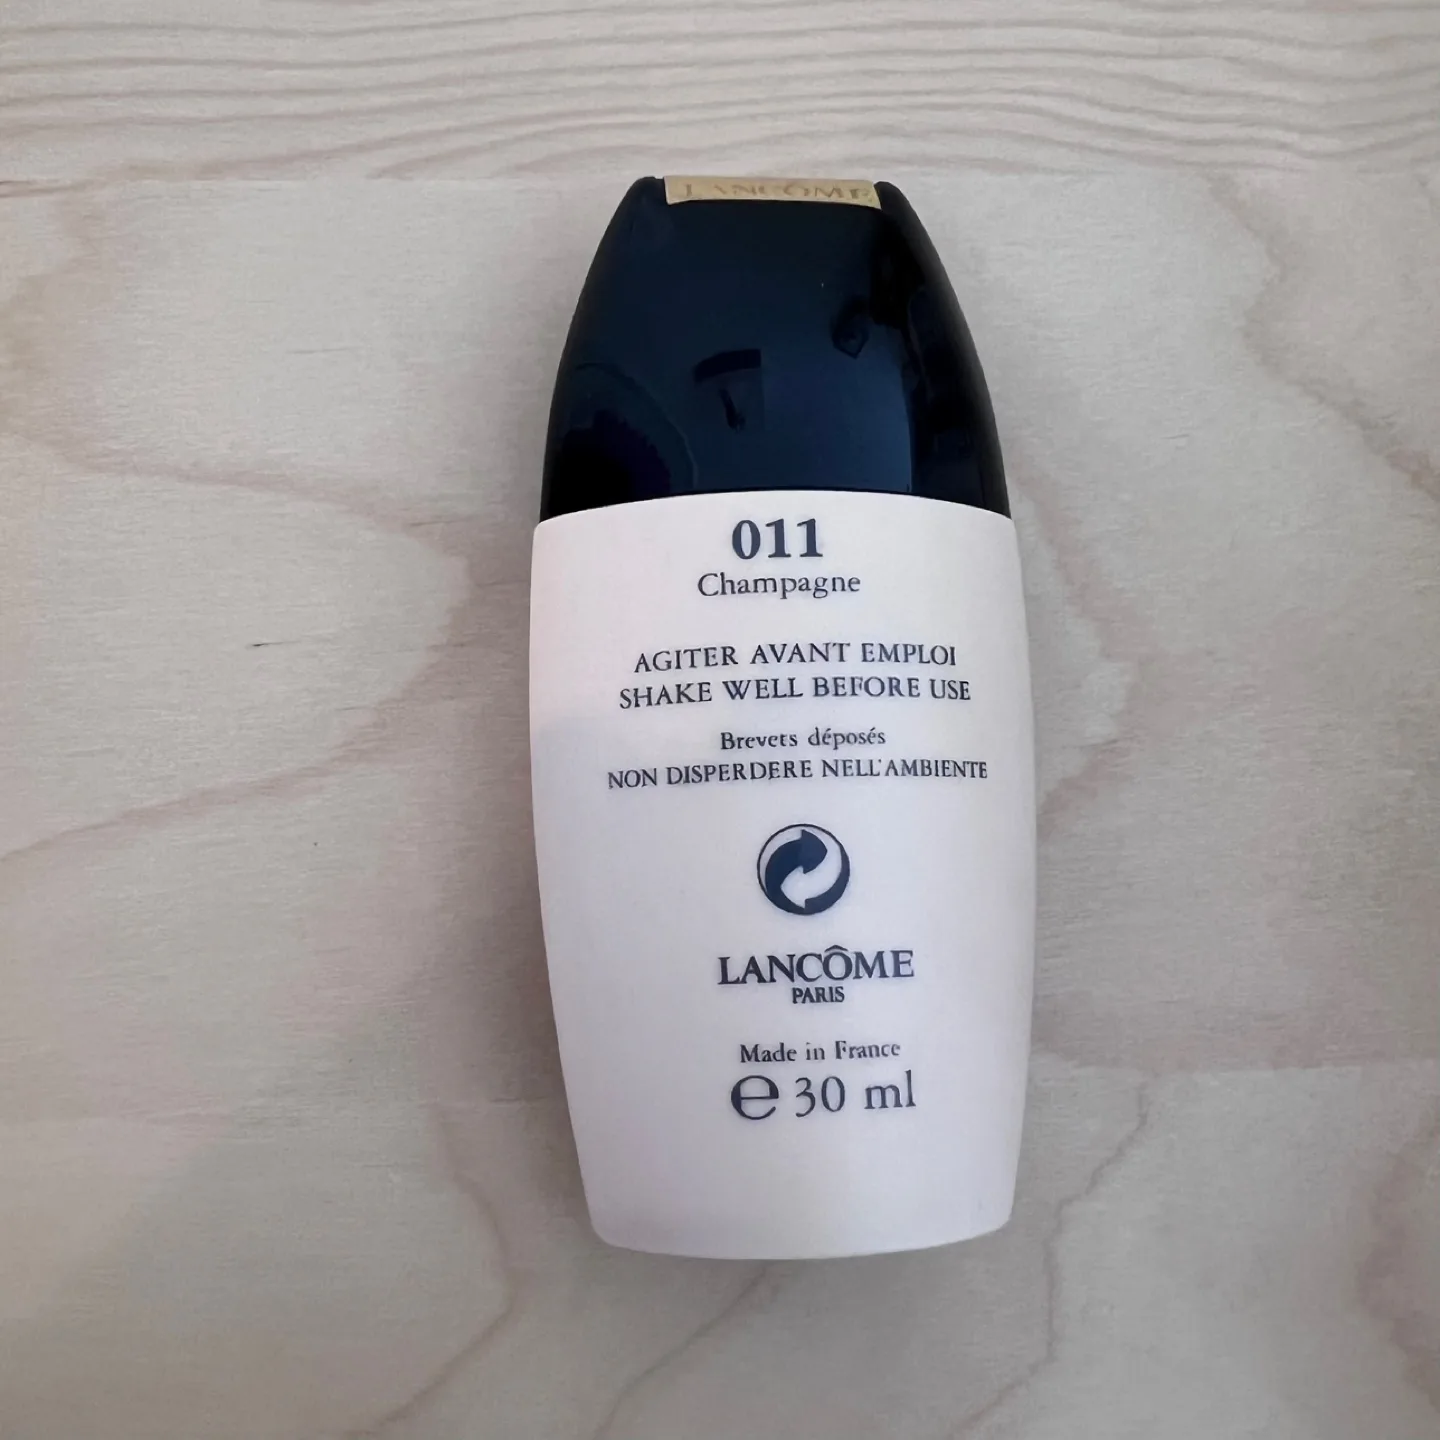 LANCÔME
011
Champagne
AGITER AVANT EMPLOI
SHAKE WELL BEFORE USE
Brevets déposés
NON DISPERDERE NELL'AMBIENTE
LANCÔME
PARIS
Made in France
℮ 30 ml